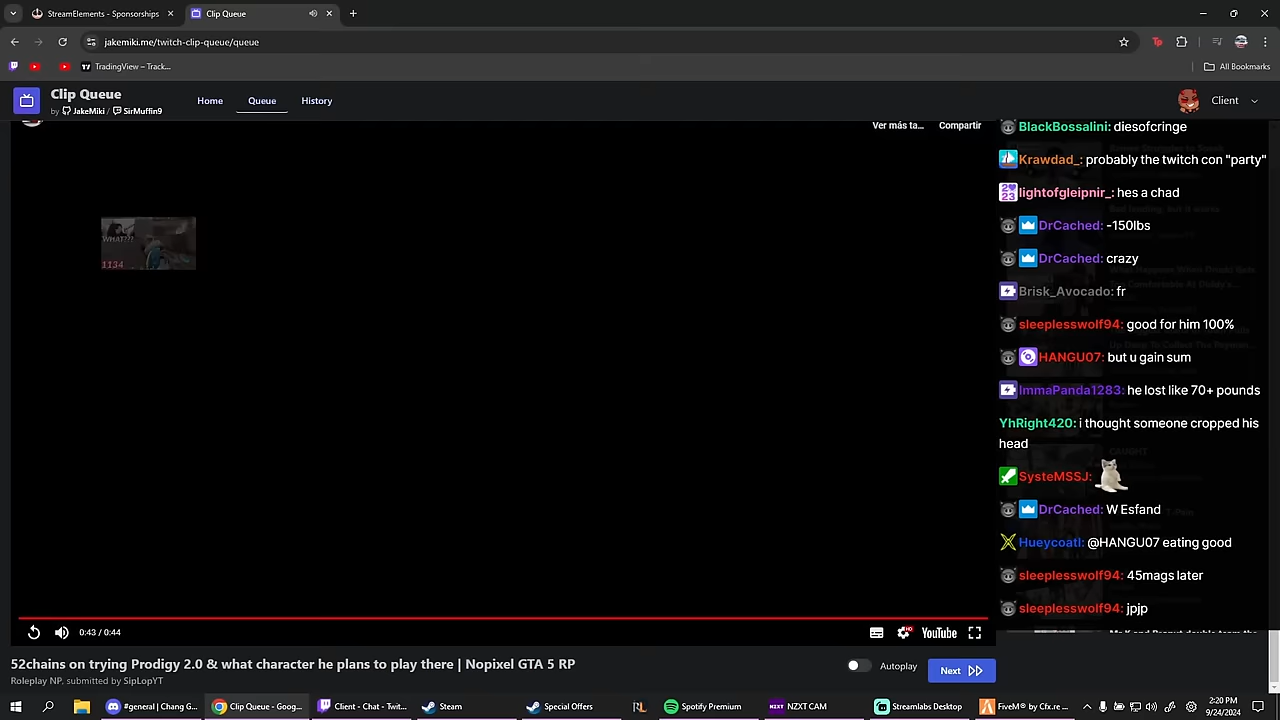 StreamElements - Sponsorships
Clip Queue
jakemiki.me/twitch-clip-queue/queue
TradingView – Track...
All Bookmarks
Clip Queue
by JakeMiki / SirMuffin9
Home
Queue
History
Client
Ver más ta...
Compartir
WHAT???
1134
BlackBossalini: diesofcringe
Krawdad_: probably the twitch con "party"
lightofgleipnir_: hes a chad
DrCached: -150lbs
DrCached: crazy
Brisk_Avocado: fr
sleeplesswolf94: good for him 100%
HANGU07: but u gain sum
ImmaPanda1283: he lost like 70+ pounds
YhRight420: i thought someone cropped his
head
SysteMSSJ:
DrCached: W Esfand
Hueycoatl: @HANGU07 eating good
sleeplesswolf94: 45mags later
sleeplesswolf94: jpjp
0:43 / 0:44
HD
YouTube
52chains on trying Prodigy 2.0 & what character he plans to play there | Nopixel GTA 5 RP
Roleplay NP, submitted by SipLopYT
Autoplay
Next
#general | Chang G...
Clip Queue - Goog...
Client - Chat - Twit...
Steam
Special Offers
RL
Spotify Premium
NZXT CAM
Streamlabs Desktop
FiveM® by Cfx.re ...
2:20 PM
9/24/2024